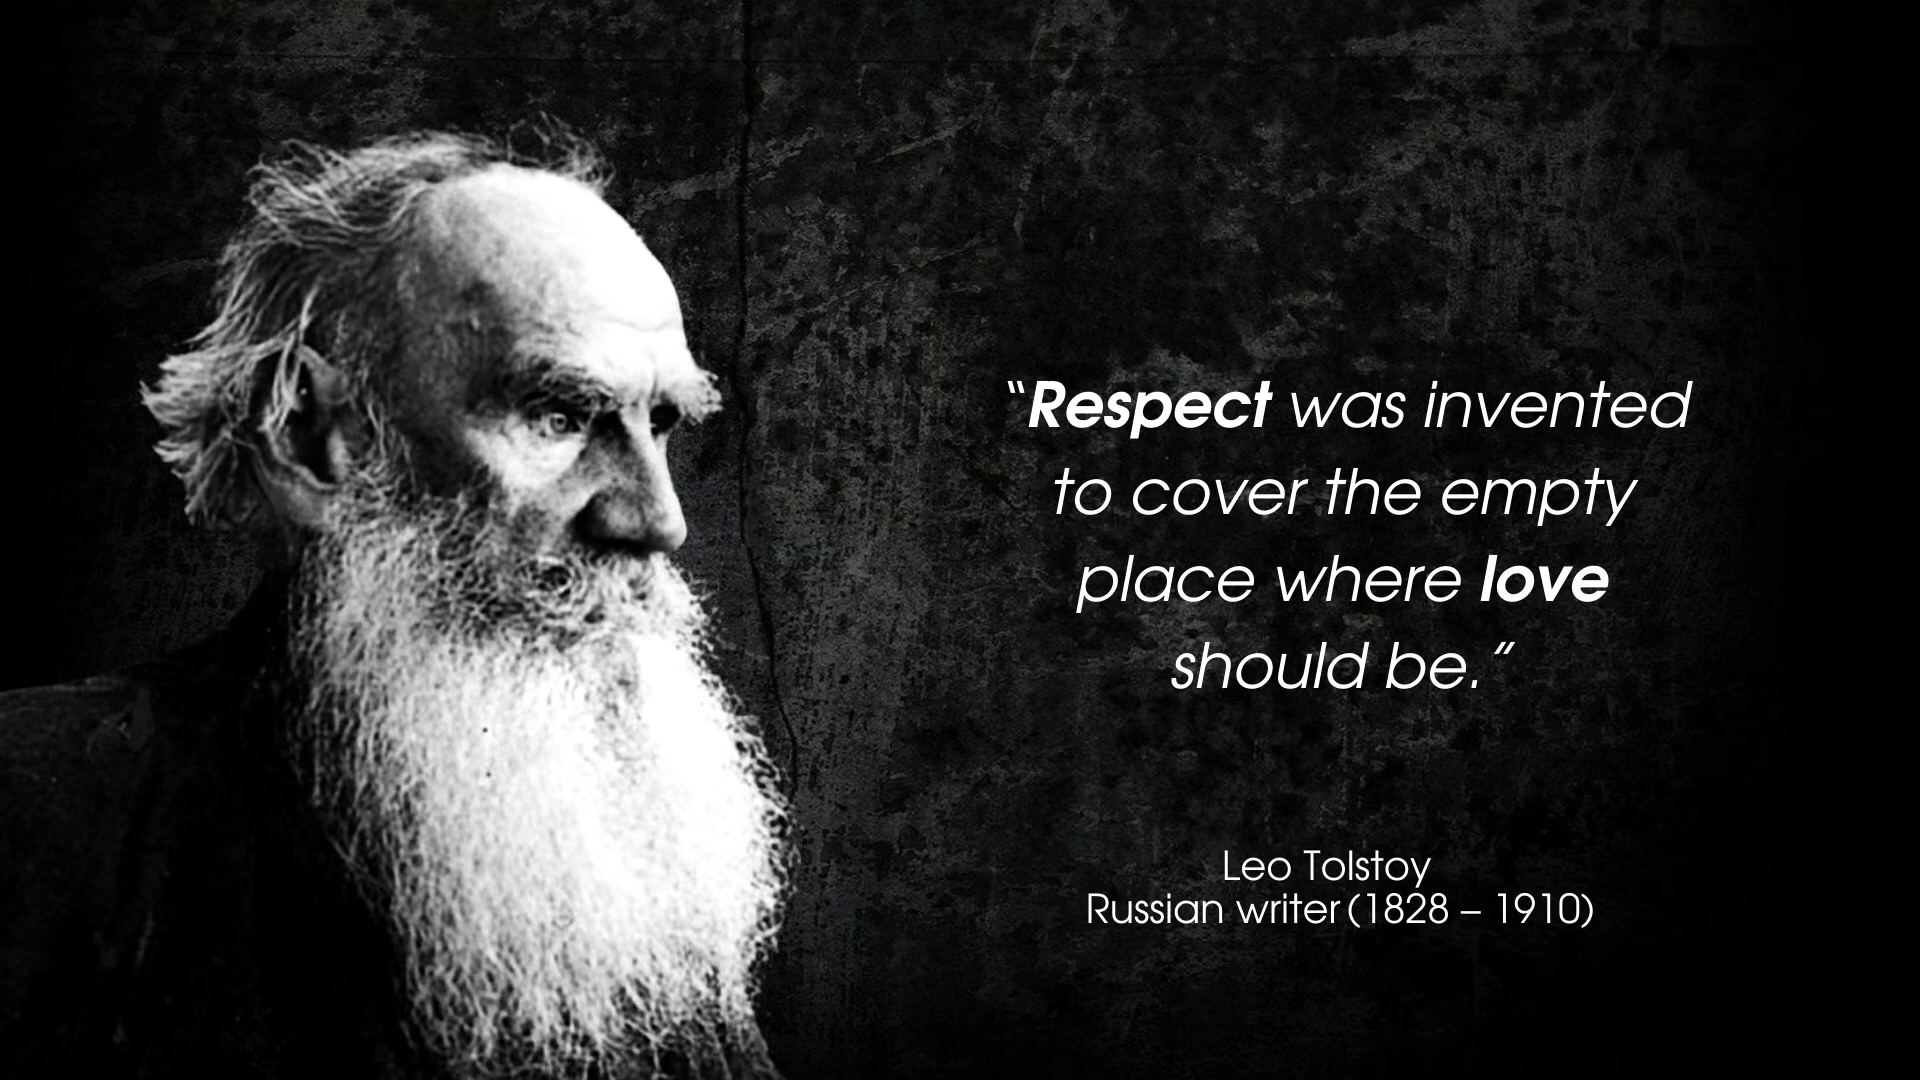 “Respect was invented
to cover the empty
place where love
should be.”
Leo Tolstoy
Russian writer (1828 – 1910)